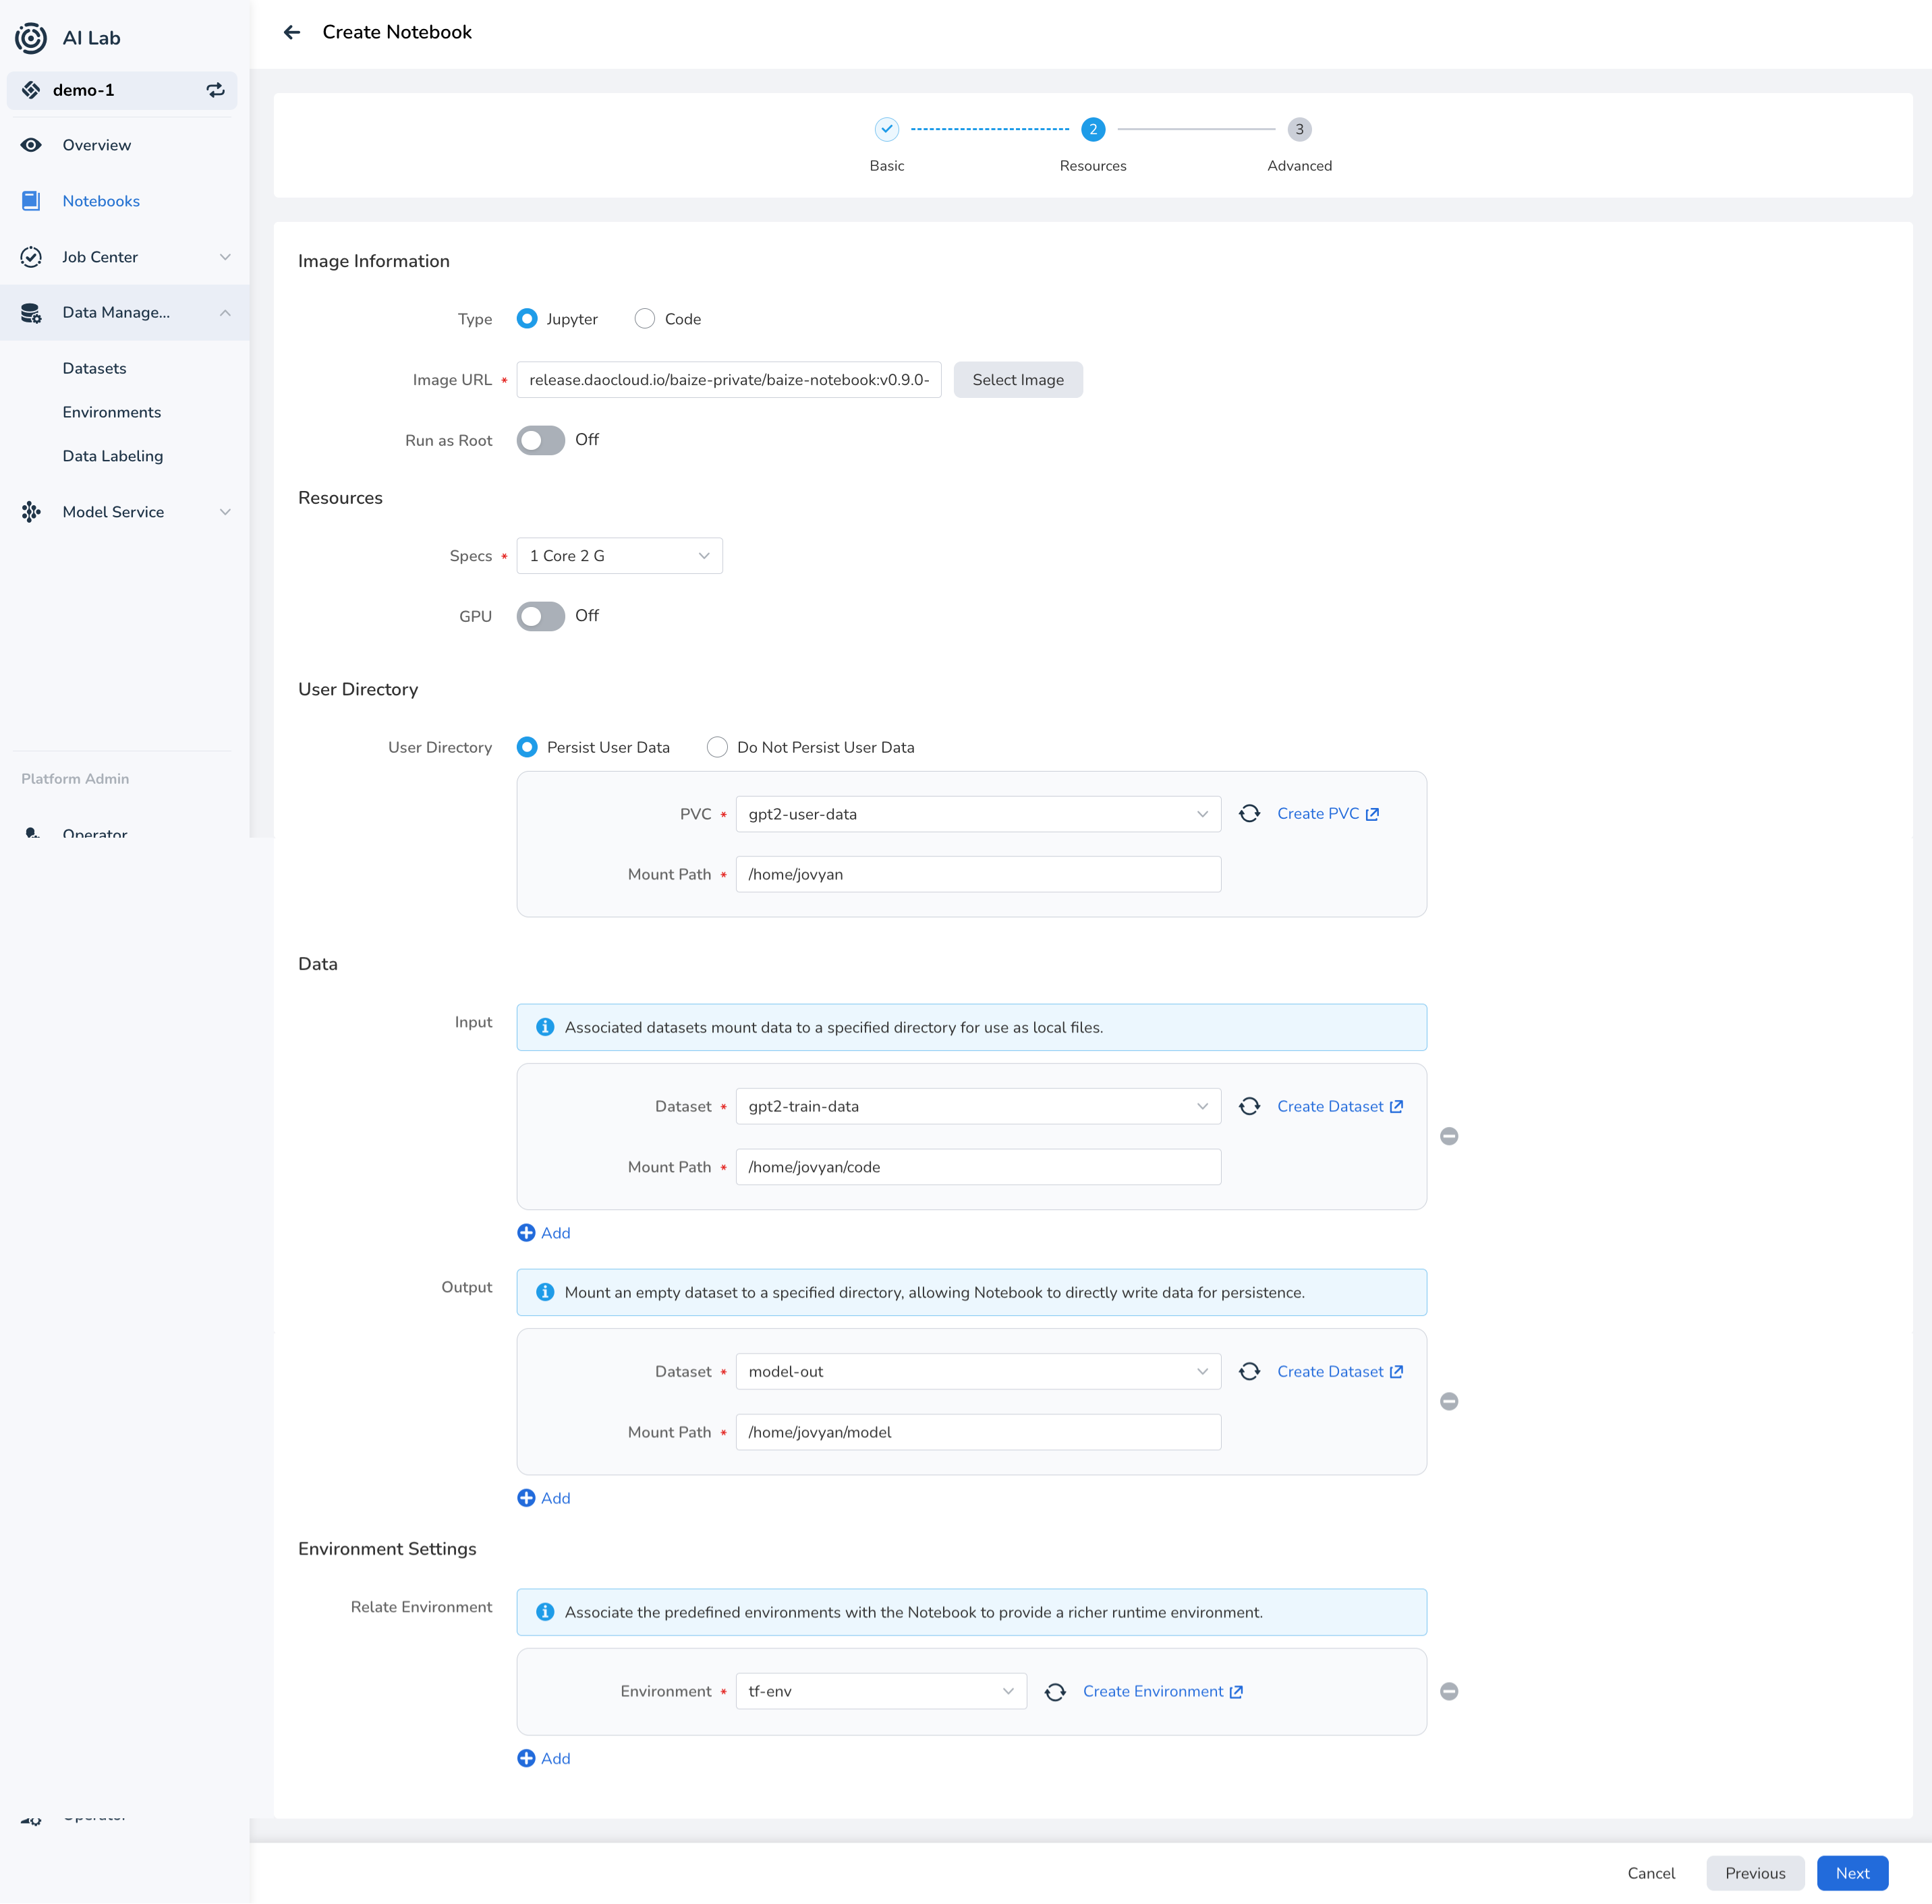 AI Lab
demo-1
Overview
Notebooks
Job Center
Data Manage...
Datasets
Environments
Data Labeling
Model Service
Platform Admin
Operator
Operator
Create Notebook
2
3
Basic
Resources
Advanced
Image Information
Type
Jupyter
Code
Image URL *
release.daocloud.io/baize-private/baize-notebook:v0.9.0-
Select Image
Run as Root
Off
Resources
Specs *
1 Core 2 G
GPU
Off
User Directory
User Directory
Persist User Data
Do Not Persist User Data
PVC *
gpt2-user-data
Create PVC
Mount Path *
/home/jovyan
Data
Input
Associated datasets mount data to a specified directory for use as local files.
Dataset *
gpt2-train-data
Create Dataset
Mount Path *
/home/jovyan/code
Add
Output
Mount an empty dataset to a specified directory, allowing Notebook to directly write data for persistence.
Dataset *
model-out
Create Dataset
Mount Path *
/home/jovyan/model
Add
Environment Settings
Relate Environment
Associate the predefined environments with the Notebook to provide a richer runtime environment.
Environment *
tf-env
Create Environment
Add
Cancel
Previous
Next